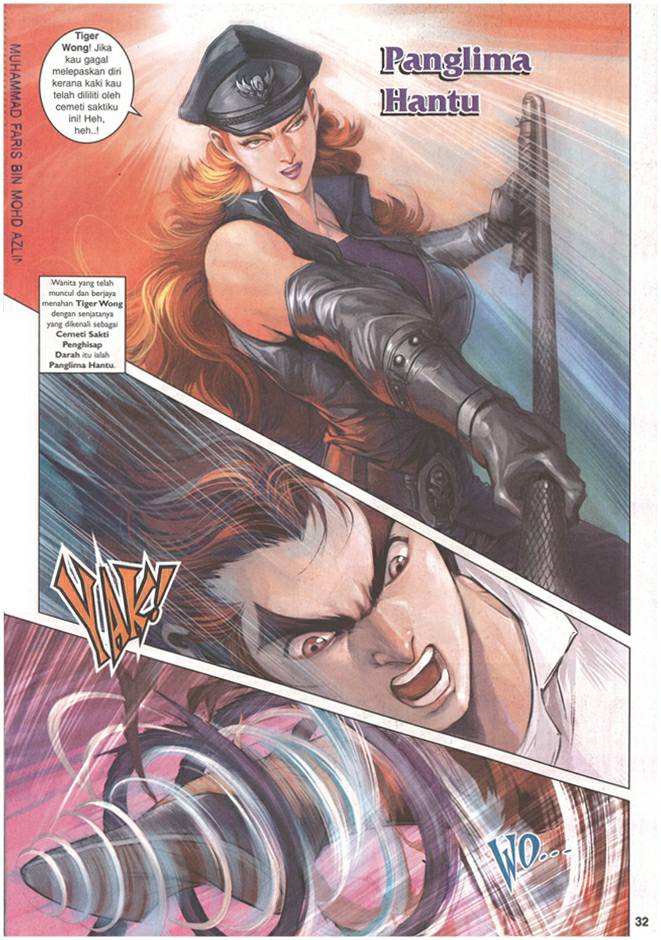 MUHAMMAD FARIS BIN MOHD AZLIN
Tiger
Wong! Jika
kau gagal
melepaskan diri
kerana kaki kau
telah dililiti oleh
cemeti saktiku
ini! Heh,
heh..!
Panglima
Hantu
Wanita yang telah
muncul dan berjaya
menahan Tiger Wong
dengan senjatanya
yang dikenali sebagai
Cemeti Sakti
Penghisap
Darah itu ialah
Panglima Hantu.
YAK!
WO...
32